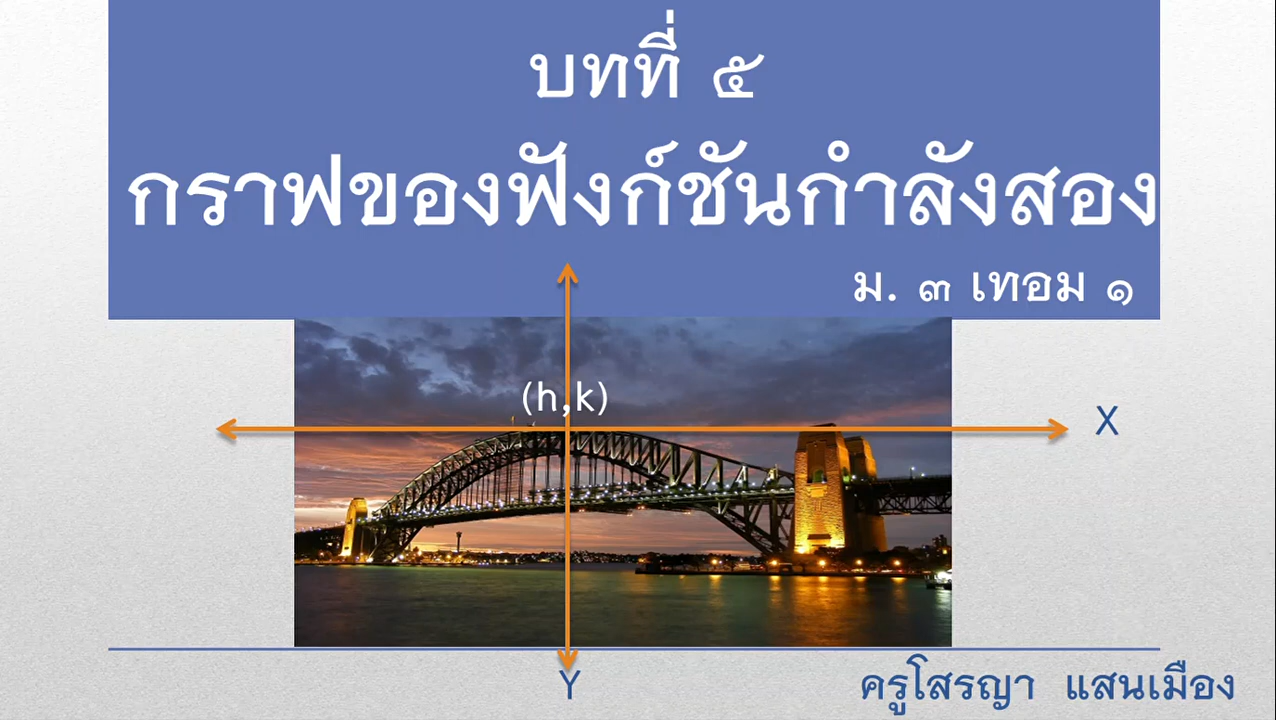 บทที่ ๕
กราฟของฟังก์ชันกำลังสอง
ม. ๓ เทอม ๑
(h,k)
X
Y
ครูโสรญา แสนเมือง